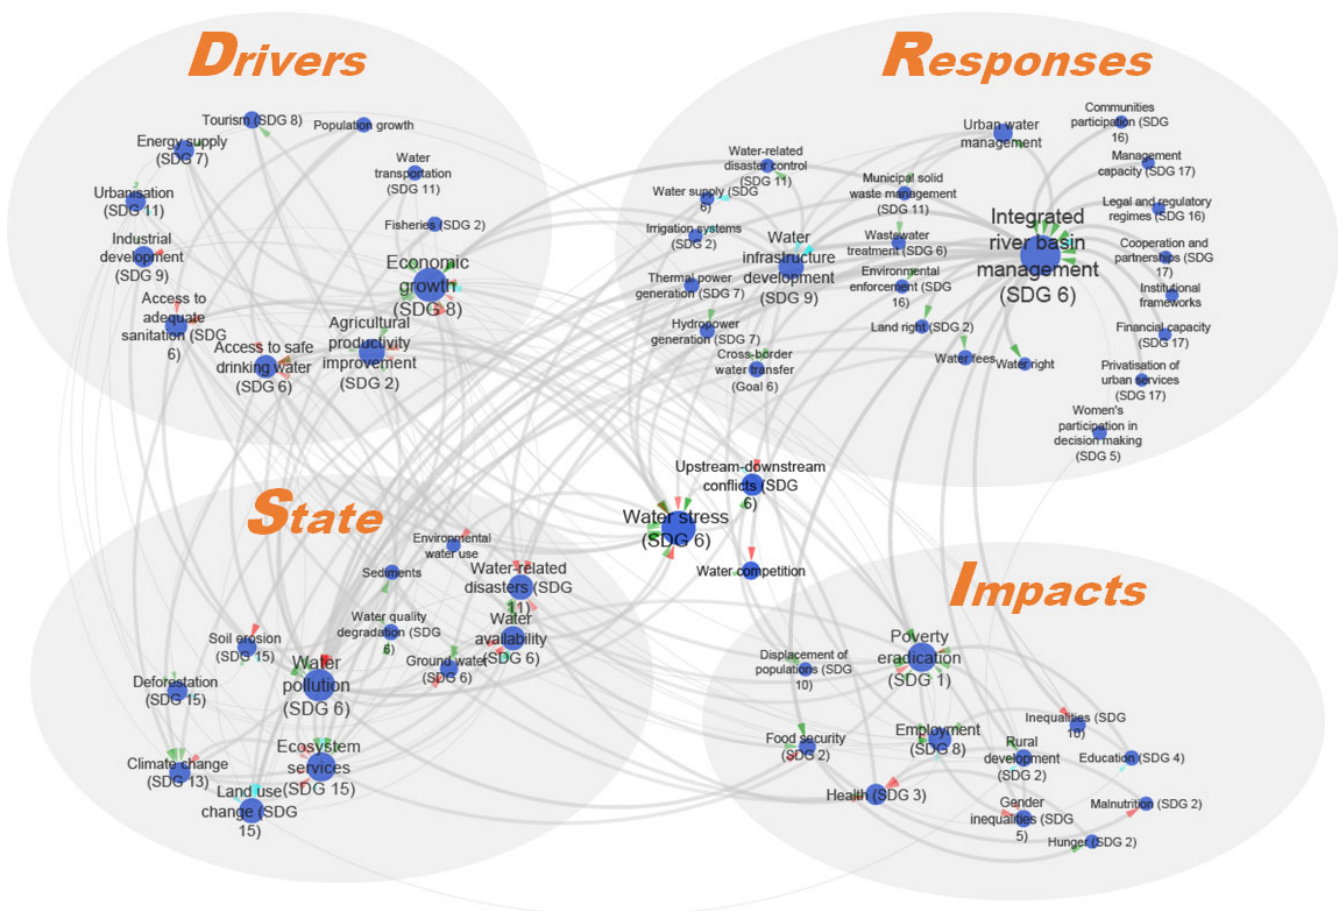 Drivers
Tourism (SDG 8)
Population growth
Energy supply
(SDG 7)
Water
transportation
(SDG 11)
Urbanisation
(SDG 11)
Fisheries (SDG 2)
Industrial
development
(SDG 9)
Economic
growth
(SDG 8)
Access to
adequate
sanitation (SDG
6)
Agricultural
productivity
improvement
(SDG 2)
Access to safe
drinking water
(SDG 6)
Responses
Communities
participation (SDG
16)
Urban water
management
Water-related
disaster control
(SDG 11)
Management
capacity (SDG 17)
Municipal solid
waste management
(SDG 11)
Water supply (SDG
6)
Legal and regulatory
regimes (SDG 16)
Integrated
river basin
management
(SDG 6)
Irrigation systems
(SDG 2)
Water
infrastructure
development
(SDG 9)
Wastewater
treatment (SDG 6)
Cooperation and
partnerships (SDG
17)
Thermal power
generation (SDG 7)
Environmental
enforcement (SDG
16)
Institutional
frameworks
Hydropower
generation (SDG 7)
Land right (SDG 2)
Financial capacity
(SDG 17)
Cross-border
water transfer
(Goal 6)
Water fees
Water right
Privatisation of
urban services
(SDG 17)
Women's
participation in
decision making
(SDG 5)
Upstream-downstream
conflicts (SDG
6)
Water stress
(SDG 6)
Water competition
State
Environmental
water use
Sediments
Water-related
disasters (SDG
11)
Water quality
degradation (SDG
6)
Water
availability
(SDG 6)
Soil erosion
(SDG 15)
Ground water
(SDG 6)
Water
pollution
(SDG 6)
Deforestation
(SDG 15)
Ecosystem
services
(SDG 15)
Climate change
(SDG 13)
Land use
change (SDG
15)
Impacts
Poverty
eradication
(SDG 1)
Displacement of
populations (SDG
10)
Inequalities (SDG
10)
Employment
(SDG 8)
Food security
(SDG 2)
Rural
development
(SDG 2)
Education (SDG 4)
Health (SDG 3)
Gender
inequalities (SDG
5)
Malnutrition (SDG 2)
Hunger (SDG 2)